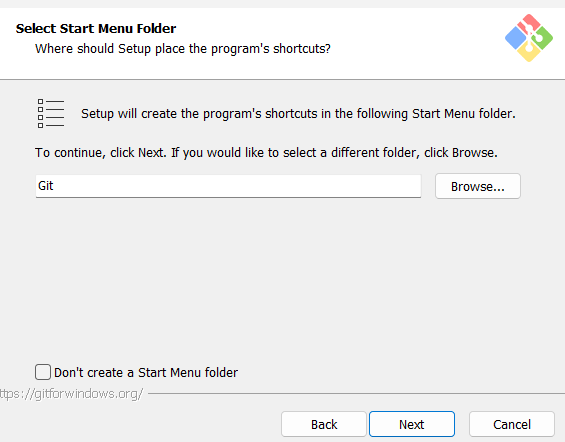 Select Start Menu Folder
Where should Setup place the program's shortcuts?
Setup will create the program's shortcuts in the following Start Menu folder.
To continue, click Next. If you would like to select a different folder, click Browse.
Git
Browse...
Don't create a Start Menu folder
ttps://gitforwindows.org/
Back
Next
Cancel